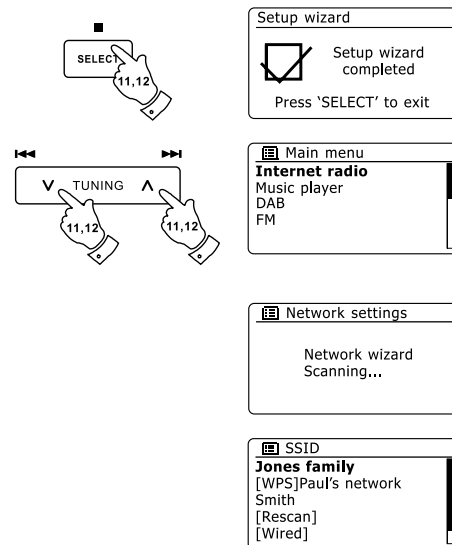 SELECT
11,12
TUNING
11,12
11,12
Setup wizard
Setup wizard
completed
Press ‘SELECT’ to exit
Main menu
Internet radio
Music player
DAB
FM
Network settings
Network wizard
Scanning...
SSID
Jones family
[WPS]Paul’s network
Smith
[Rescan]
[Wired]